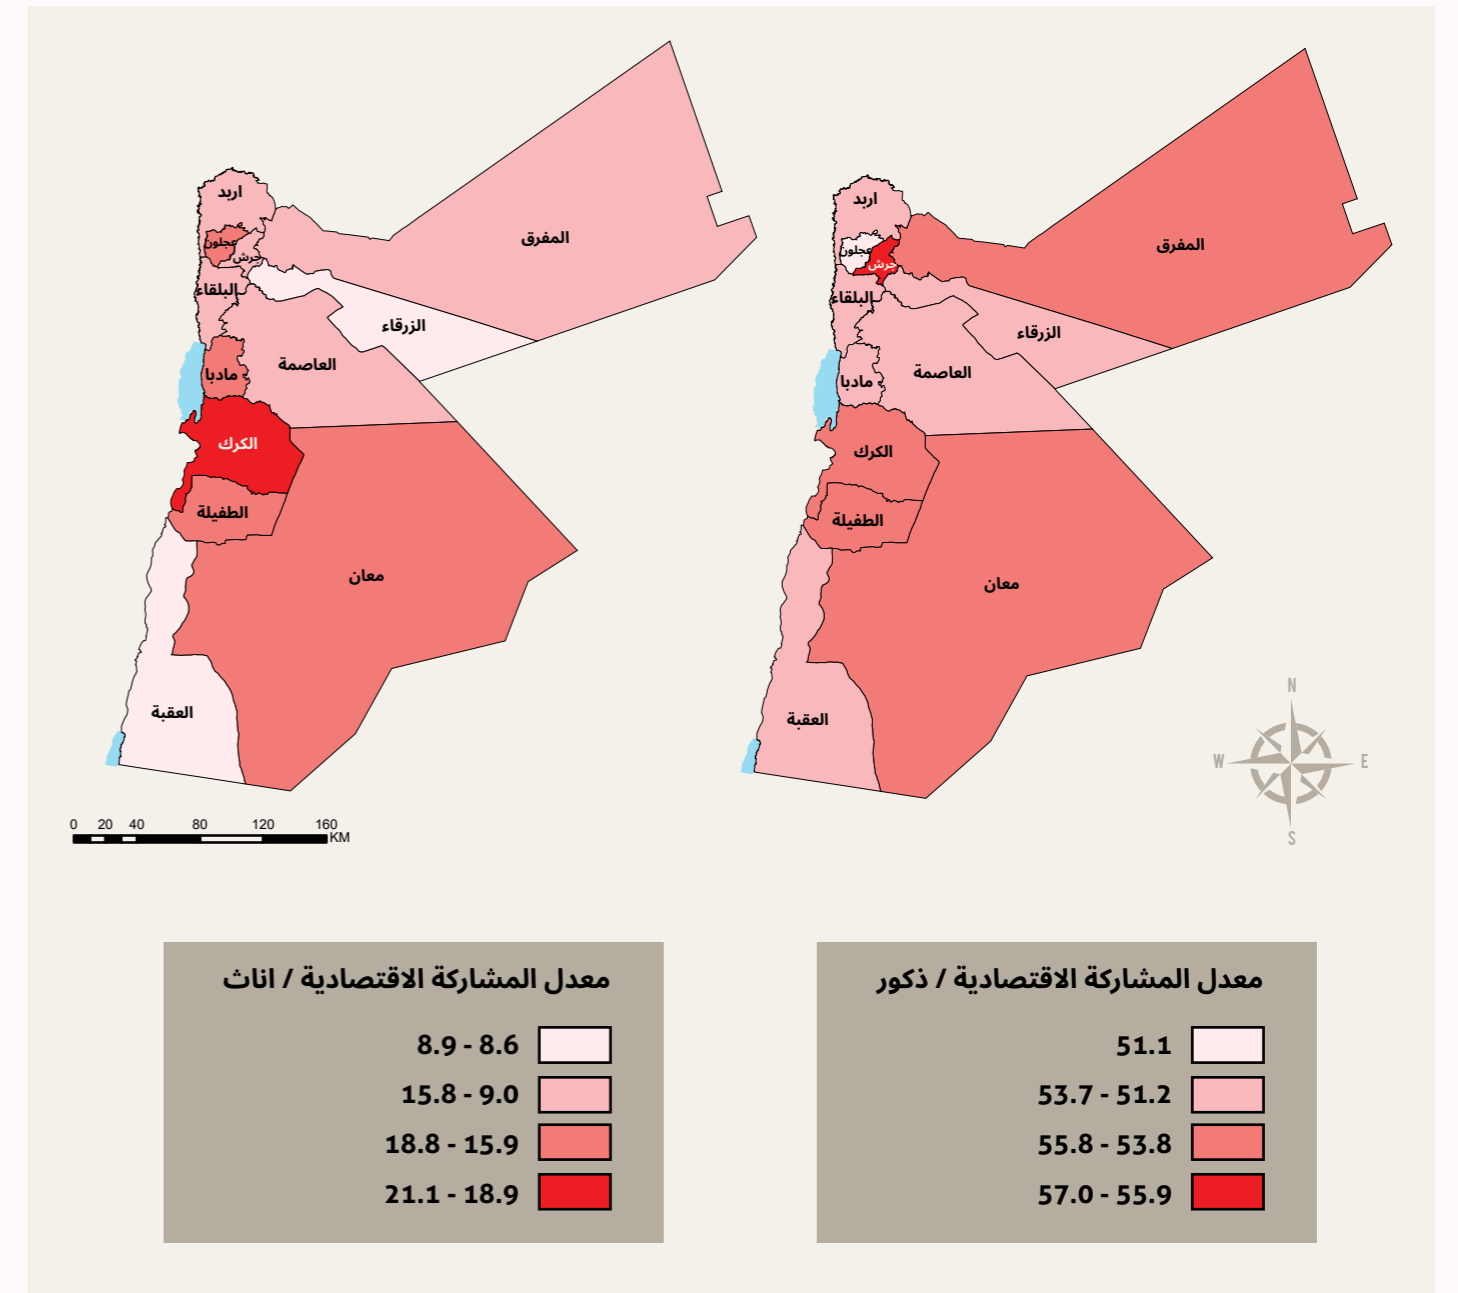 اربد
عجلون
جرش
المفرق
البلقاء
الزرقاء
العاصمة
مادبا
الكرك
الطفيلة
معان
العقبة
0 20 40 80 120 160
KM
اربد
عجلون
جرش
المفرق
البلقاء
الزرقاء
العاصمة
مادبا
الكرك
الطفيلة
معان
العقبة
N
W E
S
معدل المشاركة الاقتصادية / ذكور
51.1
53.7 - 51.2
55.8 - 53.8
57.0 - 55.9
معدل المشاركة الاقتصادية / اناث
8.9 - 8.6
15.8 - 9.0
18.8 - 15.9
21.1 - 18.9